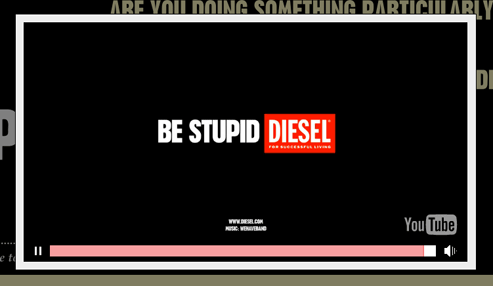 ARE YOU DOING SOMETHING PARTICULARLY
BE STUPID DIESEL
FOR SUCCESSFUL LIVING
WWW.DIESEL.COM
MUSIC: WEHAVEBAND
YouTube